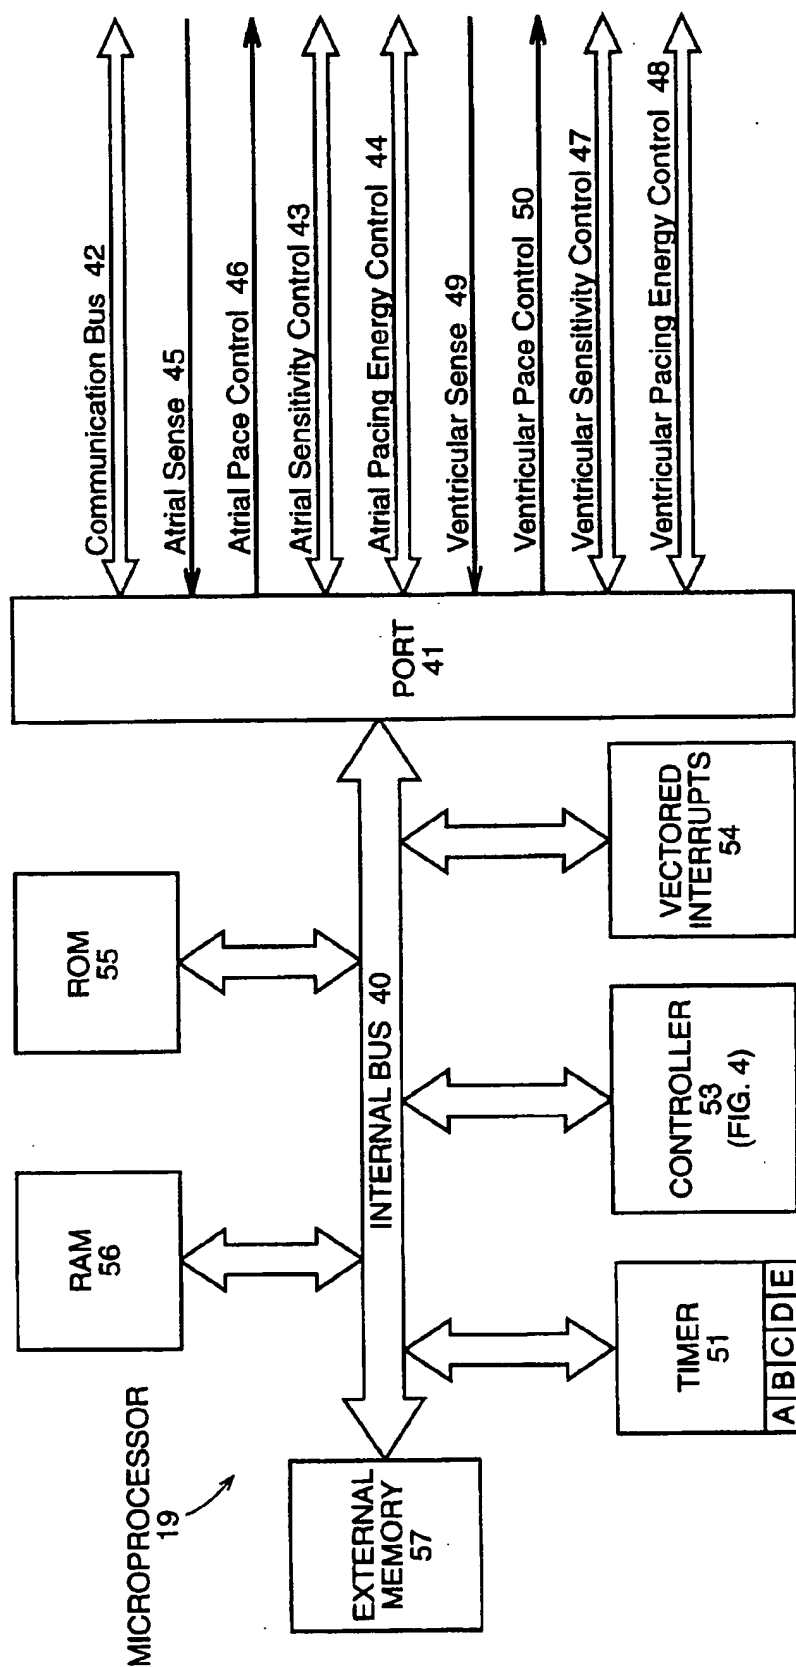 MICROPROCESSOR
19
RAM
56
ROM
55
EXTERNAL
MEMORY
57
INTERNAL BUS 40
TIMER
51
A B C D E
CONTROLLER
53
(FIG. 4)
VECTORED
INTERRUPTS
54
PORT
41
Communication Bus 42
Atrial Sense 45
Atrial Pace Control 46
Atrial Sensitivity Control 43
Atrial Pacing Energy Control 44
Ventricular Sense 49
Ventricular Pace Control 50
Ventricular Sensitivity Control 47
Ventricular Pacing Energy Control 48